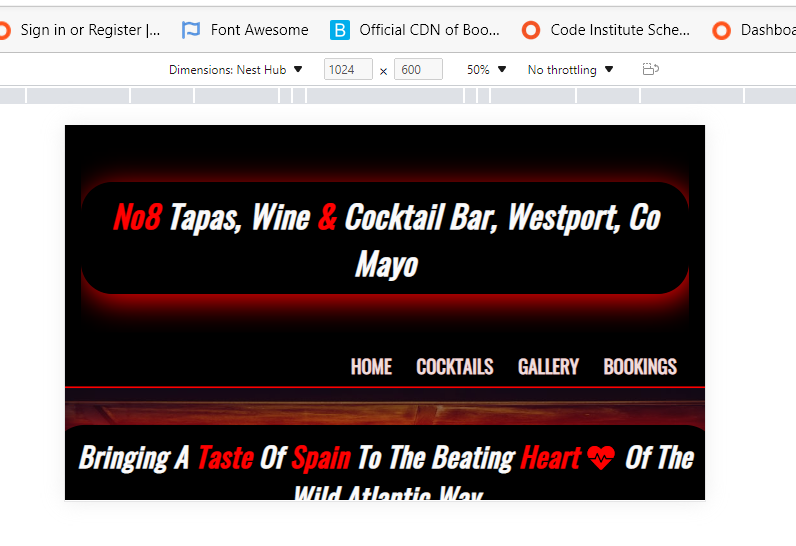 Sign in or Register |...
Font Awesome
B
Official CDN of Boo...
Code Institute Sche...
Dashboa
Dimensions: Nest Hub
1024
x
600
50%
No throttling
No8 Tapas, Wine & Cocktail Bar, Westport, Co
Mayo
HOME
COCKTAILS
GALLERY
BOOKINGS
Bringing A Taste Of Spain To The Beating Heart Of The
Wild Atlantic Way